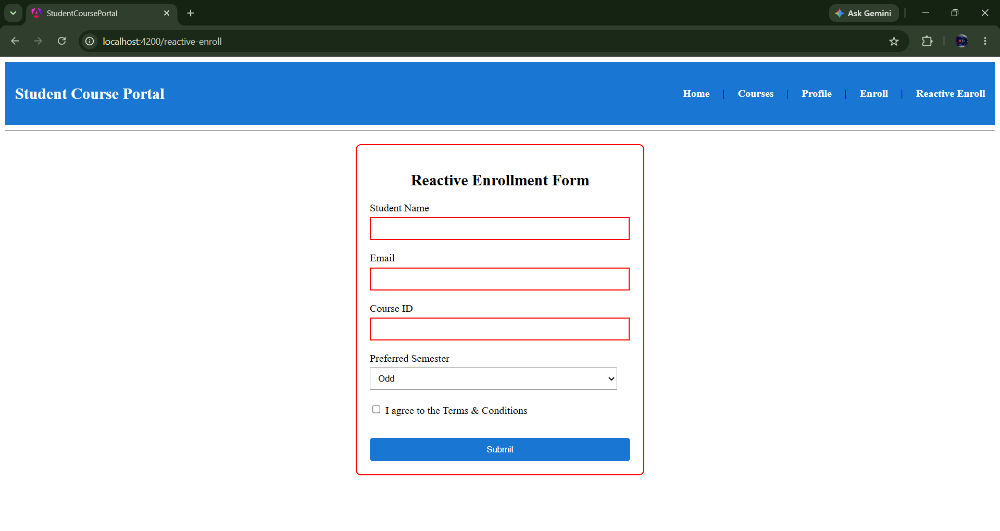 StudentCoursePortal
Ask Gemini
localhost:4200/reactive-enroll
KD
Student Course Portal
Home | Courses | Profile | Enroll | Reactive Enroll
Reactive Enrollment Form
Student Name
Email
Course ID
Preferred Semester
Odd
I agree to the Terms & Conditions
Submit